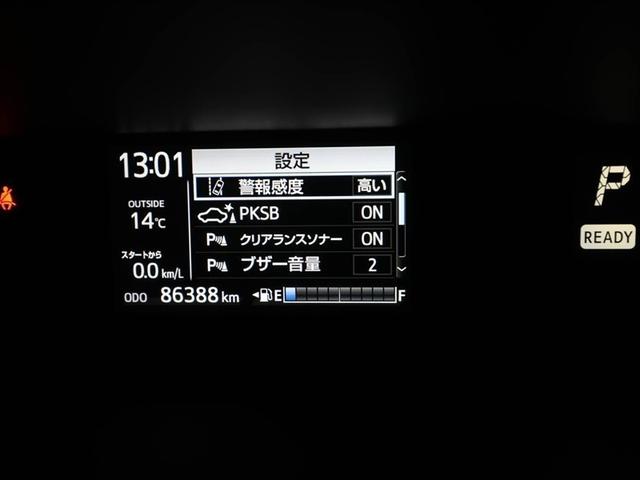 13:01
設定
警報感度 高い
PKSB ON
P クリアランスソナー ON
P ブザー音量 2
OUTSIDE
14℃
スタートから
0.0 km/L
ODO 86388 km
E F
P
READY